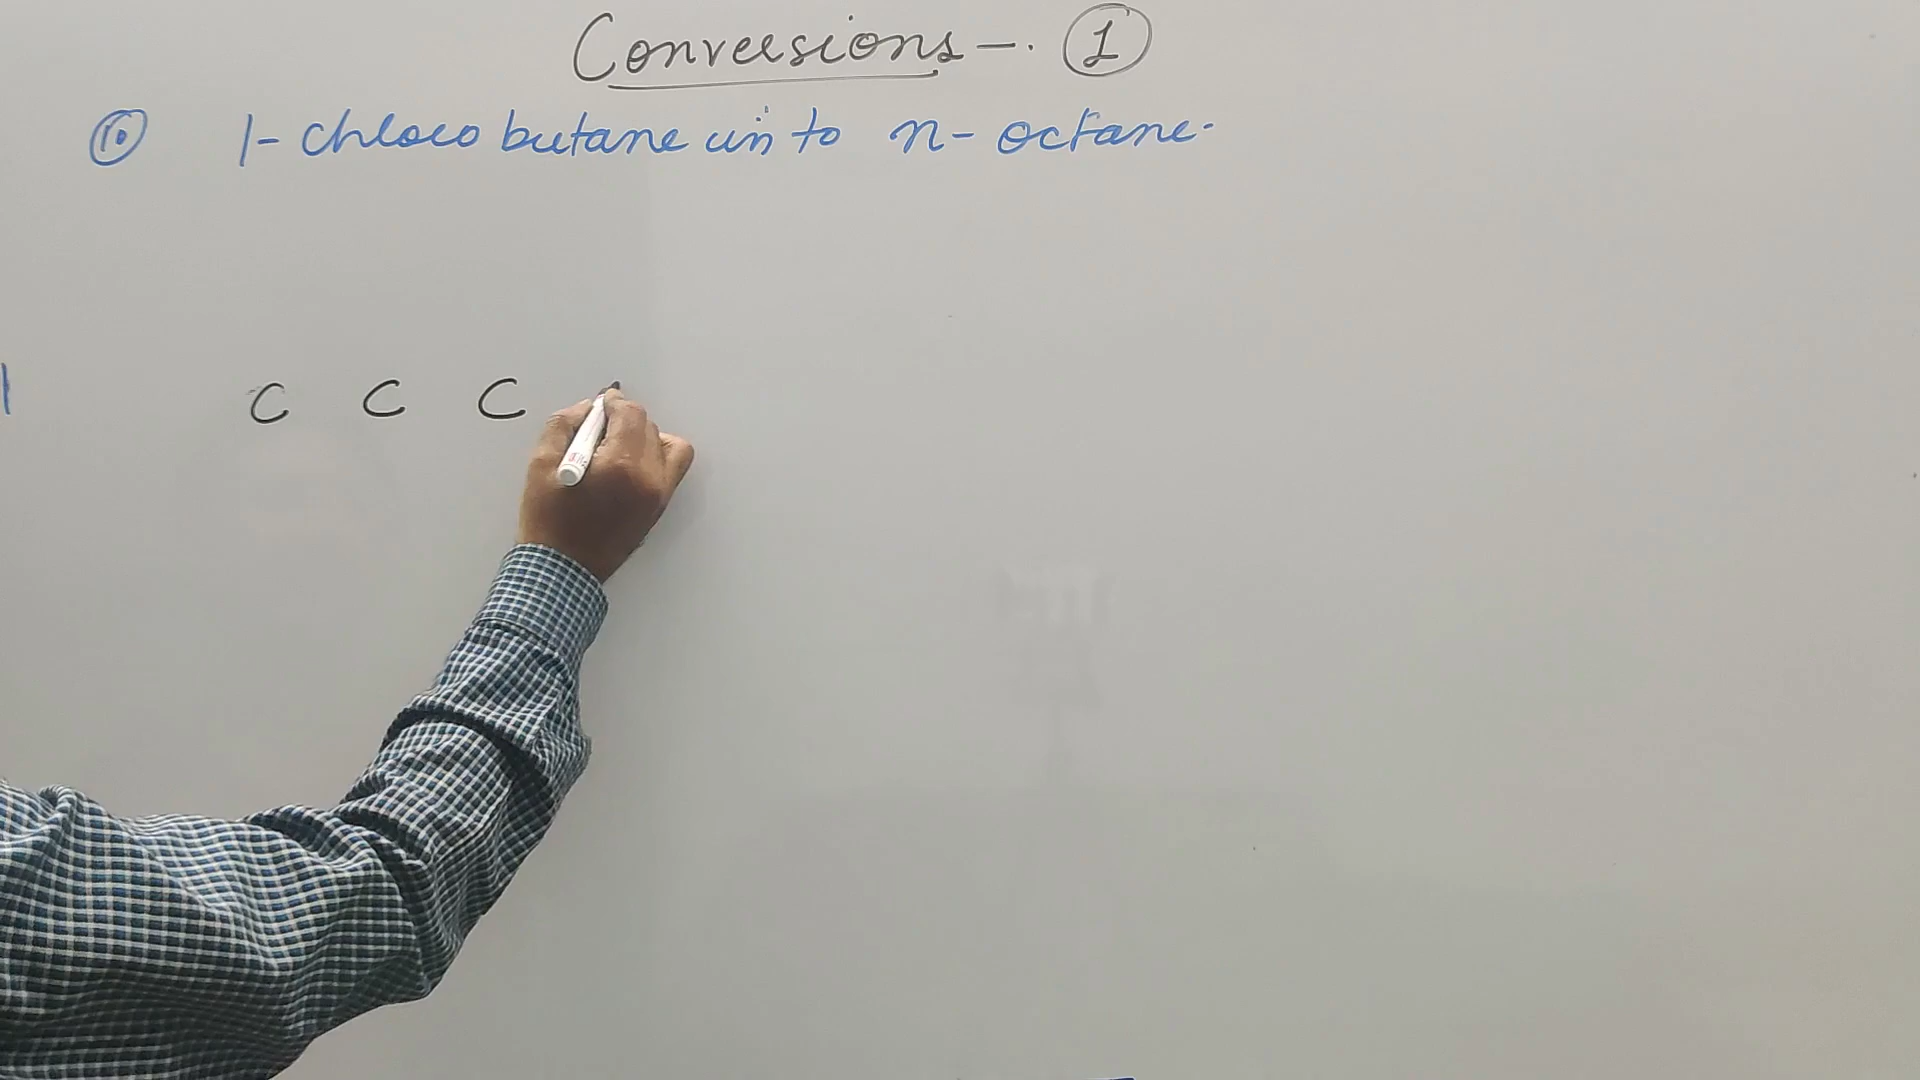 Conversions - . 1
10 1- chloro butane in to n- octane.
C C C